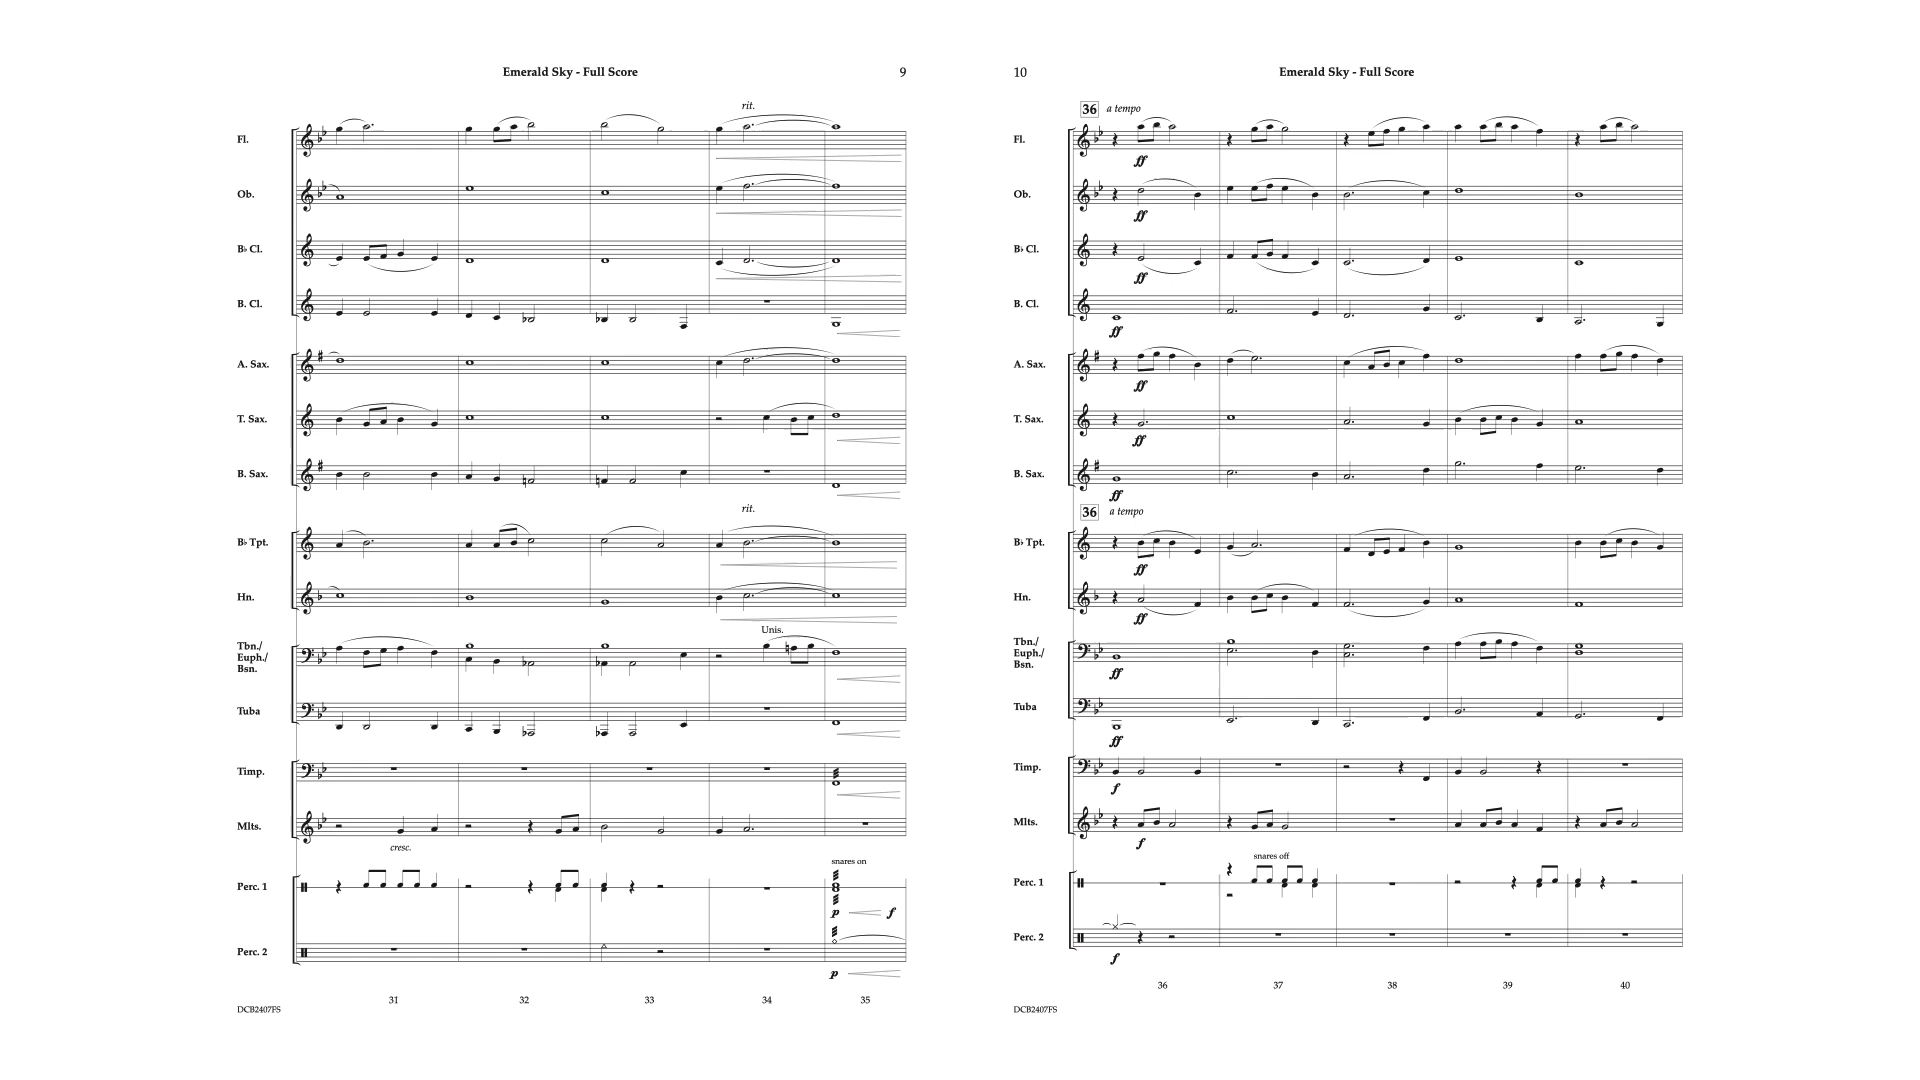 Emerald Sky - Full Score
9
rit.
Fl.
Ob.
B♭ Cl.
B. Cl.
A. Sax.
T. Sax.
B. Sax.
rit.
B♭ Tpt.
Hn.
Unis.
Tbn./
Euph./
Bsn.
Tuba
Timp.
Mlts.
cresc.
snares on
Perc. 1
p f
Perc. 2
p
31 32 33 34 35
DCB2407FS
10
Emerald Sky - Full Score
36 a tempo
Fl.
ff
Ob.
ff
B♭ Cl.
ff
B. Cl.
ff
A. Sax.
ff
T. Sax.
ff
B. Sax.
ff
36 a tempo
B♭ Tpt.
ff
Hn.
ff
Tbn./
Euph./
Bsn.
ff
Tuba
ff
Timp.
f
Mlts.
f
snares off
Perc. 1
Perc. 2
f
36 37 38 39 40
DCB2407FS